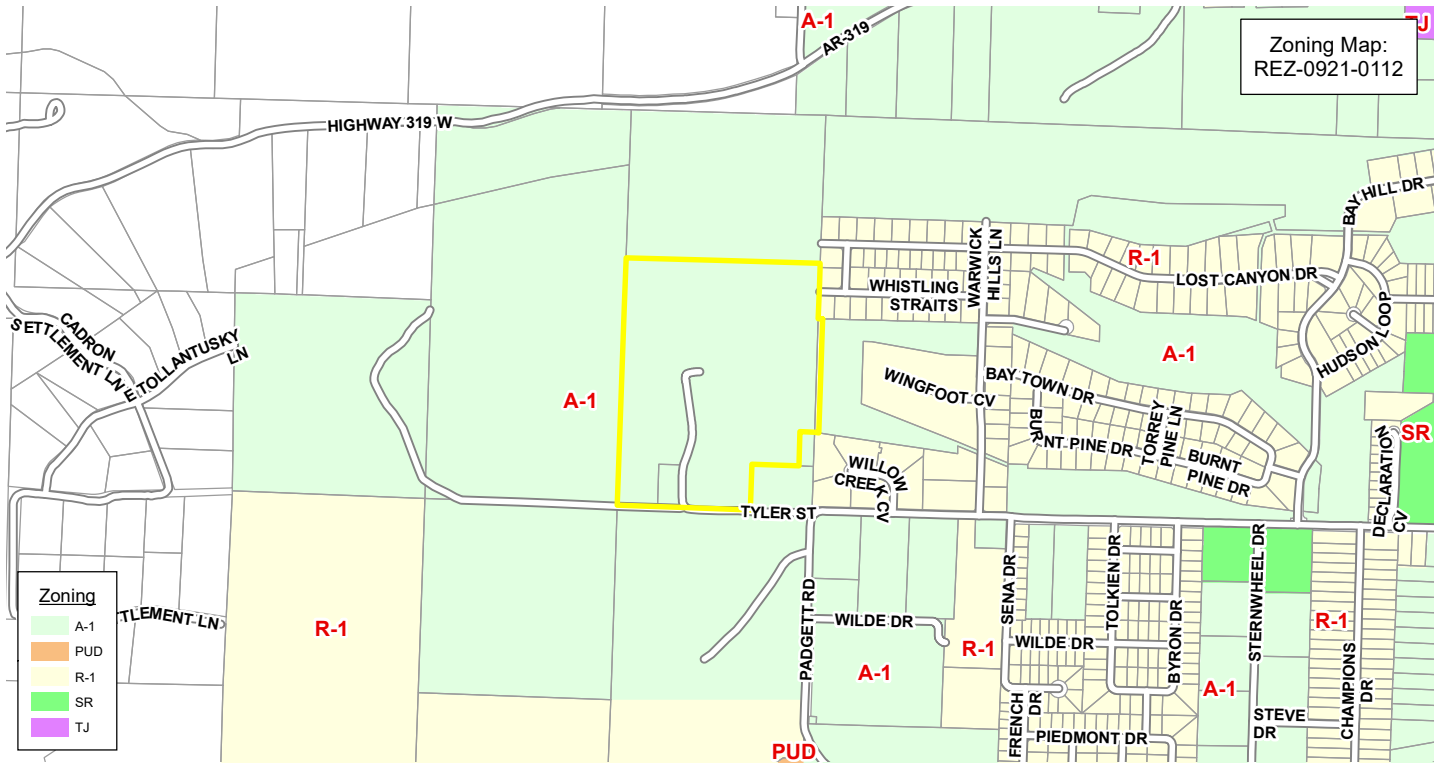 A-1
AR-319
TJ
Zoning Map:
REZ-0921-0112
HIGHWAY 319 W
BAY HILL DR
WARWICK
HILLS LN
R-1
LOST CANYON DR
WHISTLING
STRAITS
HUDSON LOOP
CADRON
SETTLEMENT LN
E TOLLANTUSKY
LN
A-1
A-1
WINGFOOT CV
BAY TOWN DR
BURNT PINE DR
TORREY
PINE LN
BURNT
PINE DR
SR
DECLARATION
CV
WILLOW
CREEK CV
TYLER ST
PADGETT RD
SENA DR
TOLKIEN DR
BYRON DR
STERNWHEEL DR
Zoning
A-1
PUD
R-1
SR
TJ
TTLEMENT LN
R-1
WILDE DR
R-1
WILDE DR
R-1
A-1
A-1
CHAMPIONS
DR
FRENCH
DR
STEVE
DR
PIEDMONT DR
PUD